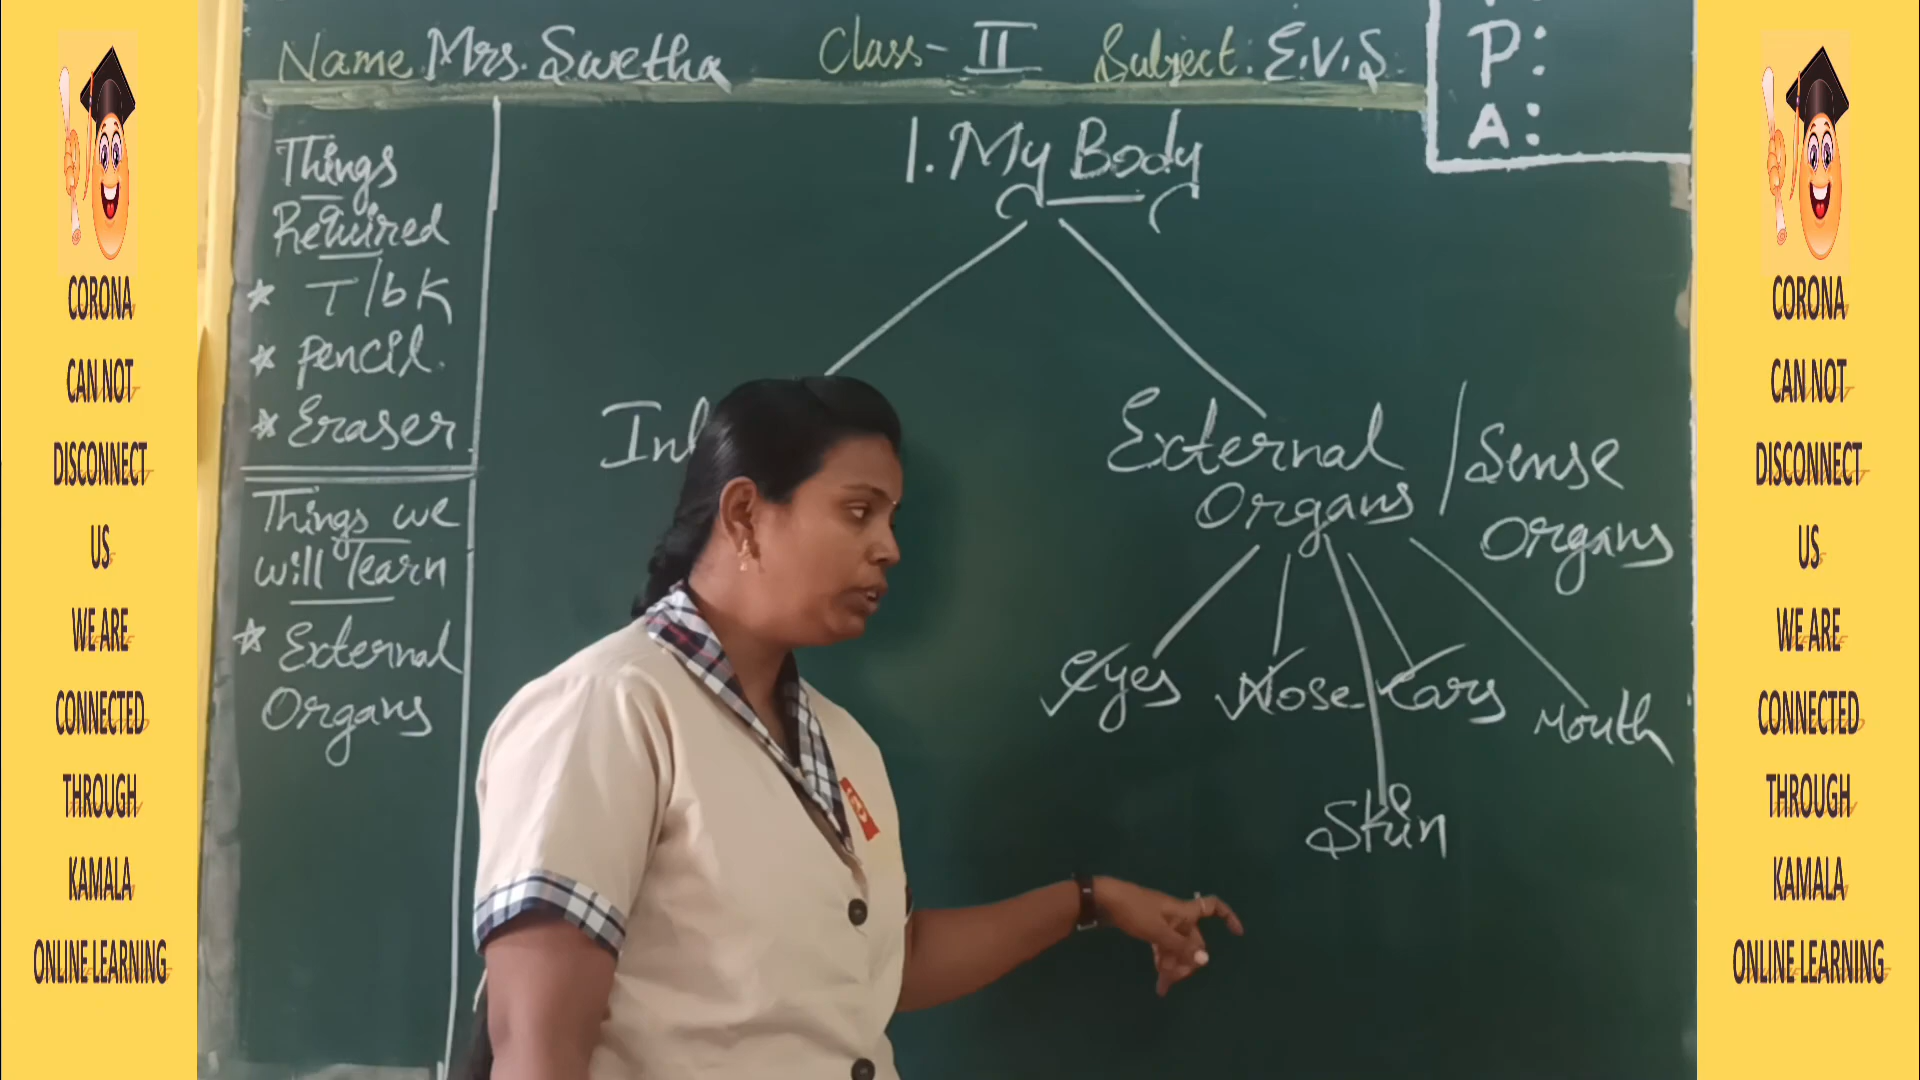 Name Mrs. Swetha Class- II Subject: E.V.S
P:
A:
Things
Required
* T/bk
* Pencil.
* Eraser
Things we
will learn
* External
Organs
1. My Body
External
Organs
/ Sense
Organs
Eyes Nose Ears Mouth
Skin
CORONA
CAN NOT
DISCONNECT
US
WE ARE
CONNECTED
THROUGH
KAMALA
ONLINE LEARNING
CORONA
CAN NOT
DISCONNECT
US
WE ARE
CONNECTED
THROUGH
KAMALA
ONLINE LEARNING